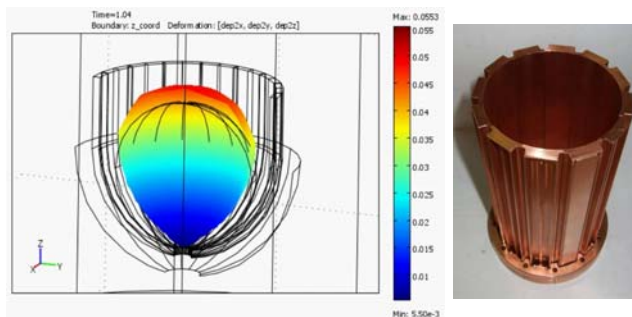 Time=1.04
Boundary: z_coord Deformation: [dep2x, dep2y, dep2z]
Max: 0.0553
0.055
0.05
0.045
0.04
0.035
0.03
0.025
0.02
0.015
0.01
Min: 5.50e-3
Z
X
Y